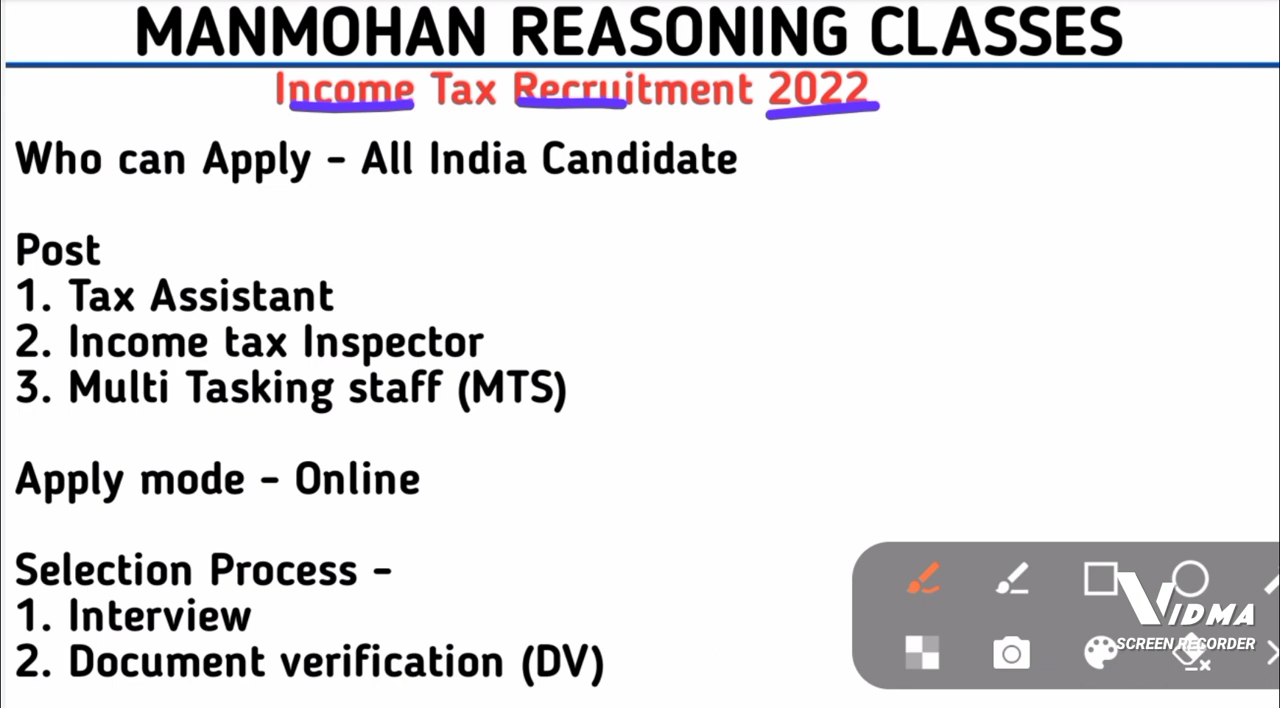 MANMOHAN REASONING CLASSES
Income Tax Recruitment 2022
Who can Apply - All India Candidate
Post
1. Tax Assistant
2. Income tax Inspector
3. Multi Tasking staff (MTS)
Apply mode - Online
Selection Process -
1. Interview
2. Document verification (DV)
VIDMA
SCREEN RECORDER